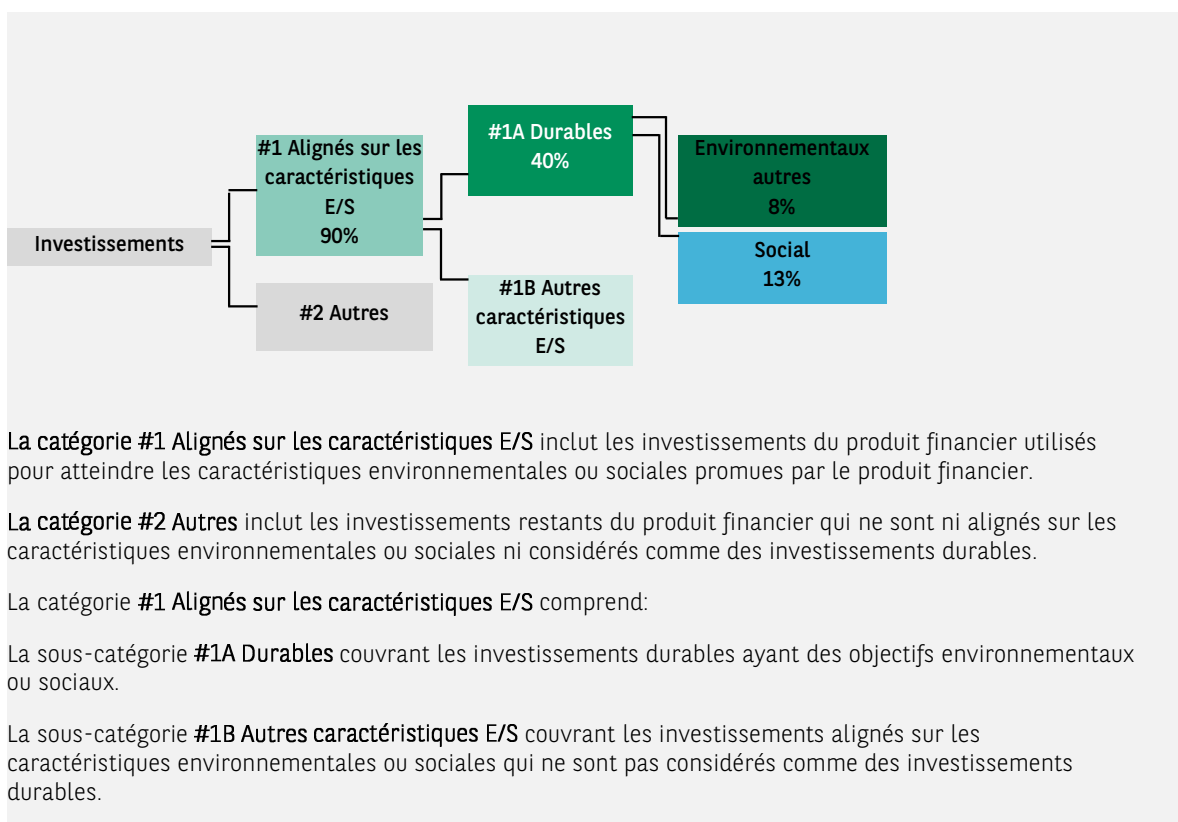 Investissements
#1 Alignés sur les
caractéristiques
E/S
90%
#2 Autres
#1A Durables
40%
#1B Autres
caractéristiques
E/S
Environnementaux
autres
8%
Social
13%
La catégorie #1 Alignés sur les caractéristiques E/S inclut les investissements du produit financier utilisés
pour atteindre les caractéristiques environnementales ou sociales promues par le produit financier.
La catégorie #2 Autres inclut les investissements restants du produit financier qui ne sont ni alignés sur les
caractéristiques environnementales ou sociales ni considérés comme des investissements durables.
La catégorie #1 Alignés sur les caractéristiques E/S comprend:
La sous-catégorie #1A Durables couvrant les investissements durables ayant des objectifs environnementaux
ou sociaux.
La sous-catégorie #1B Autres caractéristiques E/S couvrant les investissements alignés sur les
caractéristiques environnementales ou sociales qui ne sont pas considérés comme des investissements
durables.